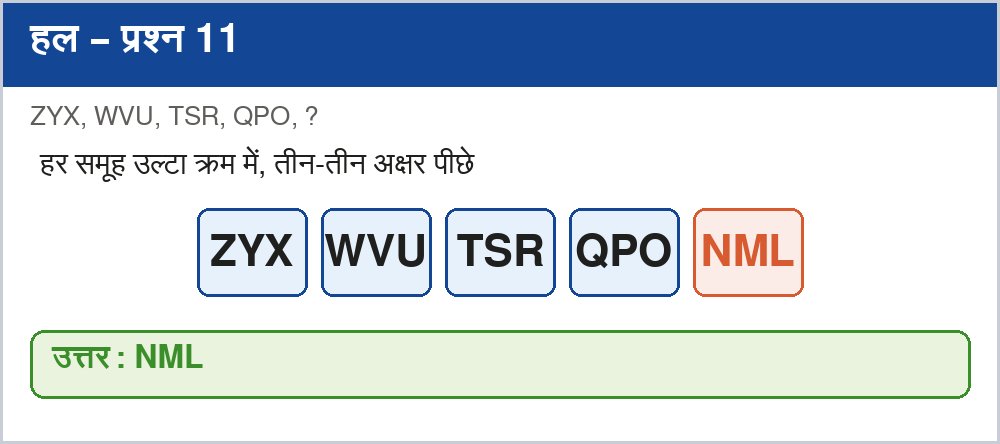 हल – प्रश्न 11
ZYX, WVU, TSR, QPO, ?
हर समूह उल्टा क्रम में, तीन-तीन अक्षर पीछे
ZYX WVU TSR QPO NML
उत्तर : NML